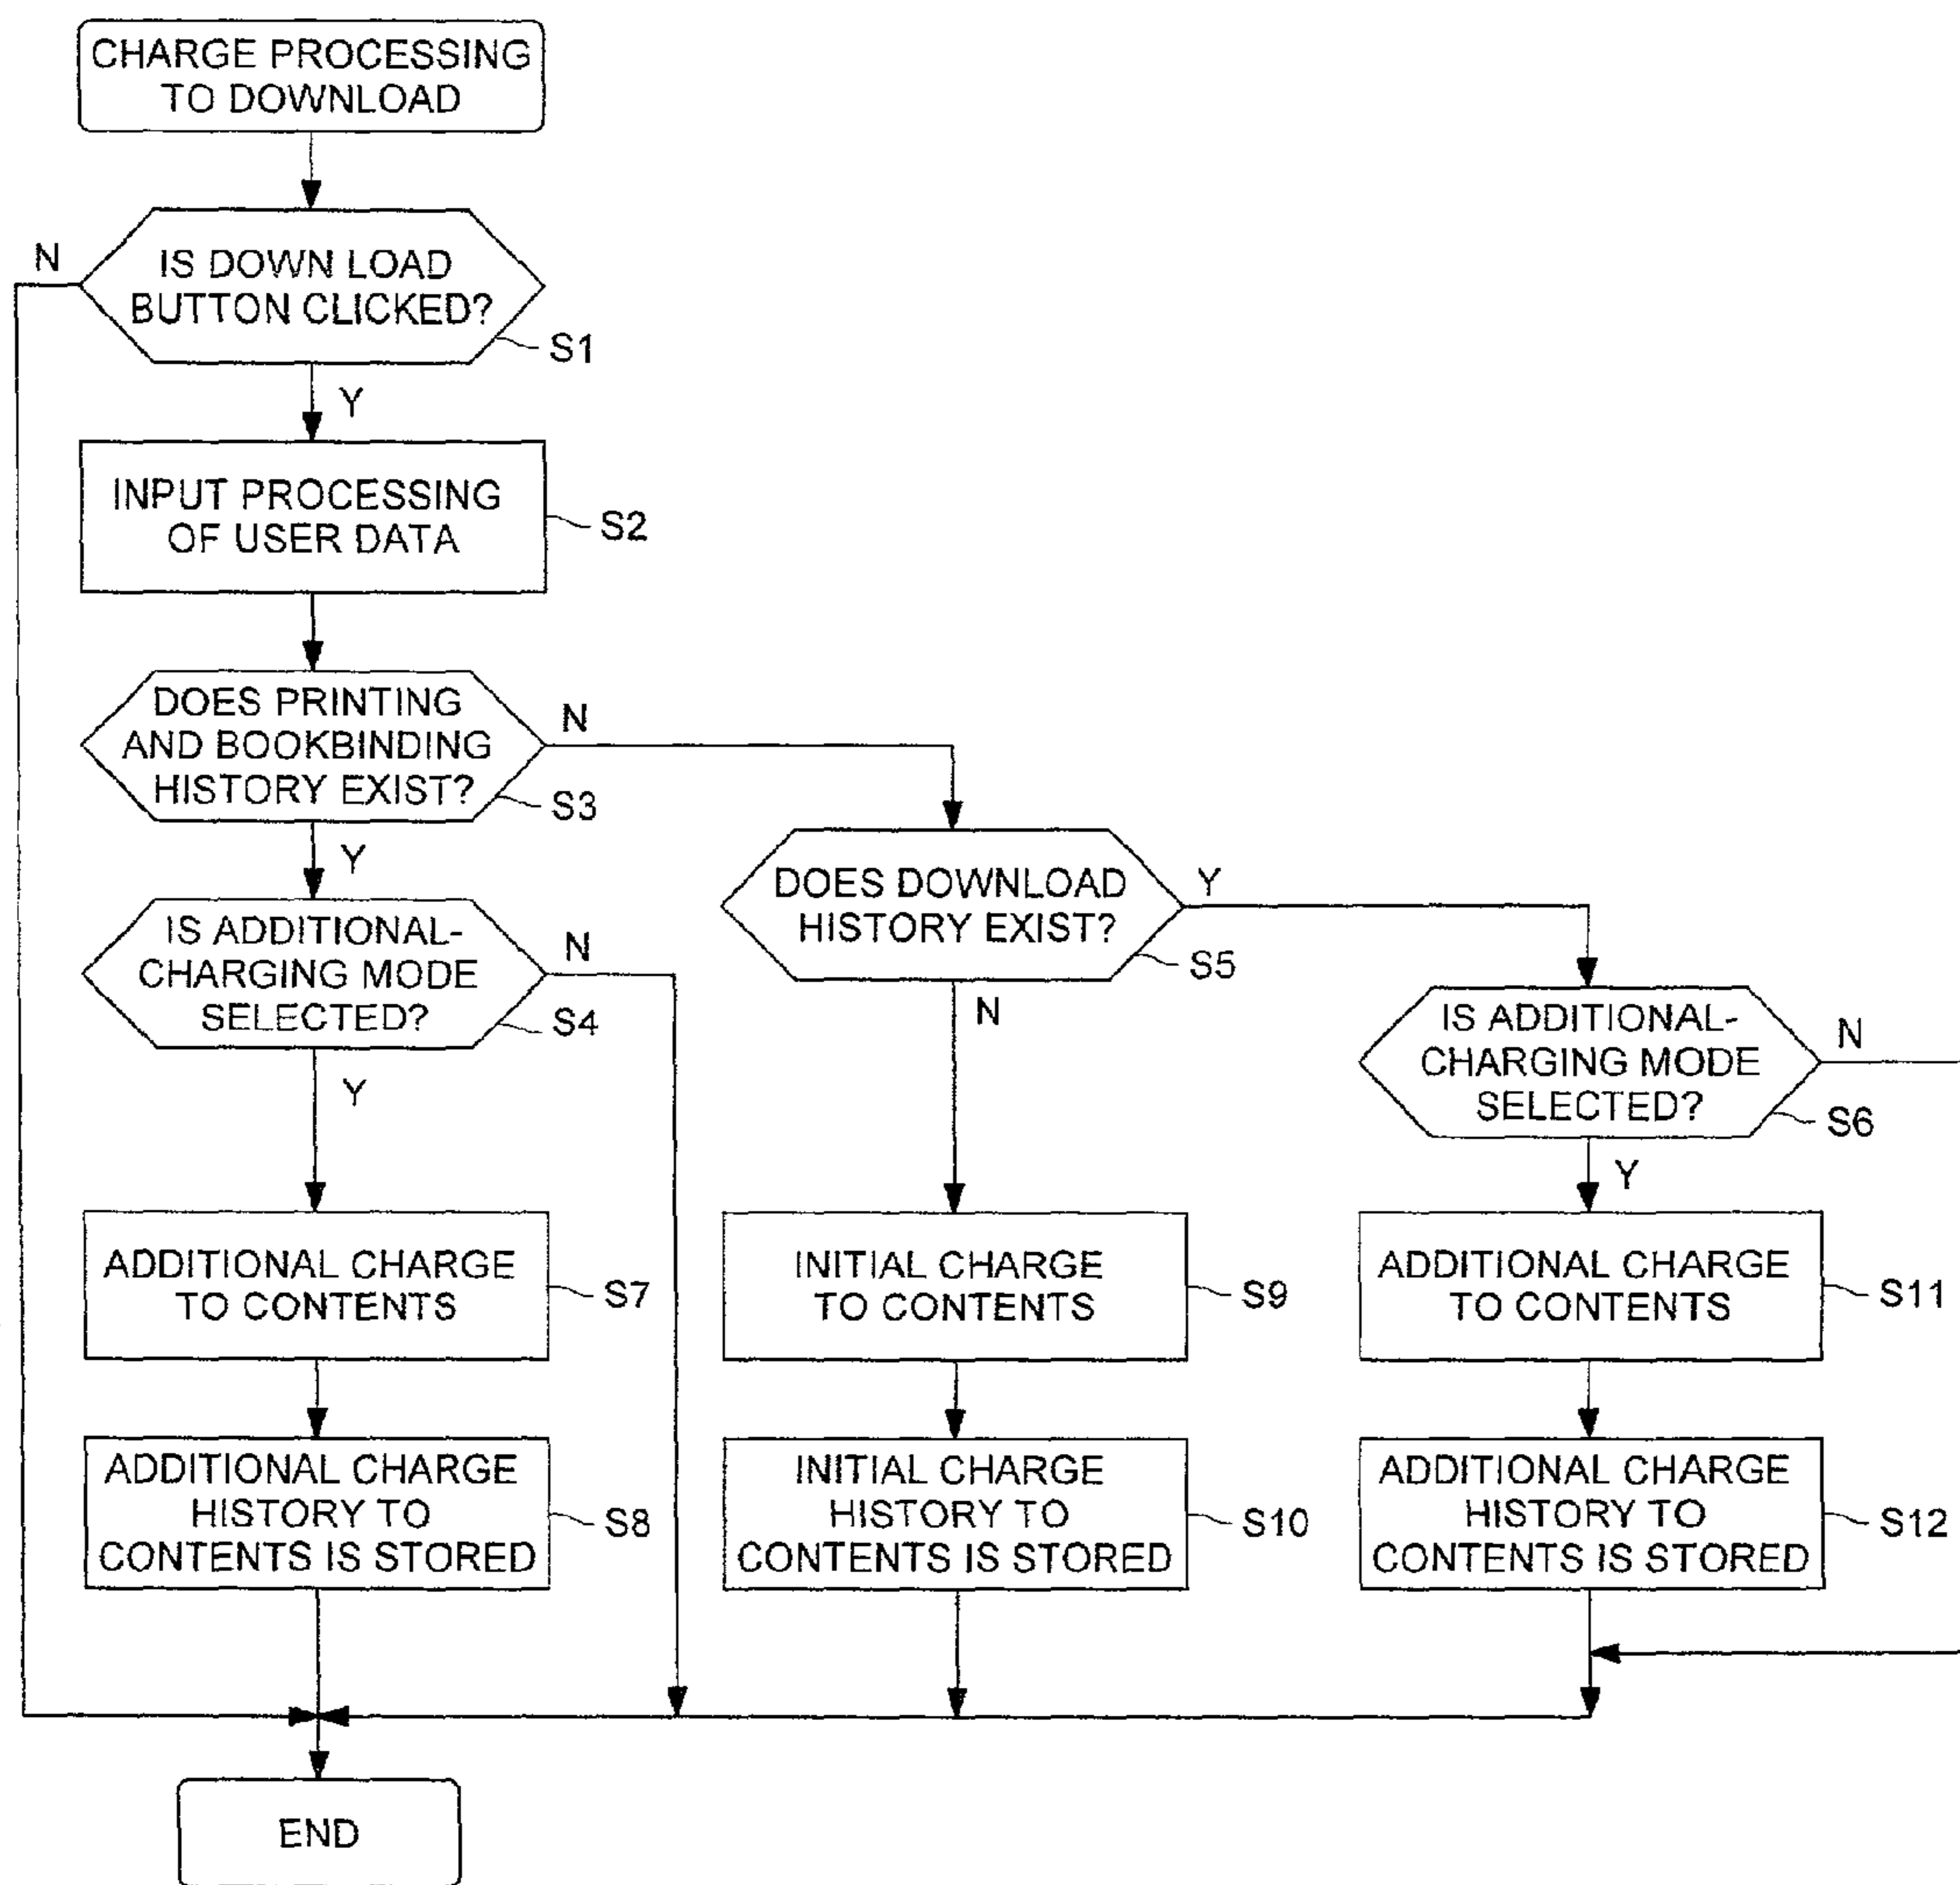 CHARGE PROCESSING
TO DOWNLOAD
N
IS DOWN LOAD
BUTTON CLICKED?
S1
Y
INPUT PROCESSING
OF USER DATA
S2
DOES PRINTING
AND BOOKBINDING
HISTORY EXIST?
S3
N
Y
IS ADDITIONAL-
CHARGING MODE
SELECTED?
S4
N
Y
DOES DOWNLOAD
HISTORY EXIST?
S5
Y
N
IS ADDITIONAL-
CHARGING MODE
SELECTED?
S6
N
Y
ADDITIONAL CHARGE
TO CONTENTS
S7
INITIAL CHARGE
TO CONTENTS
S9
ADDITIONAL CHARGE
TO CONTENTS
S11
ADDITIONAL CHARGE
HISTORY TO
CONTENTS IS STORED
S8
INITIAL CHARGE
HISTORY TO
CONTENTS IS STORED
S10
ADDITIONAL CHARGE
HISTORY TO
CONTENTS IS STORED
S12
END